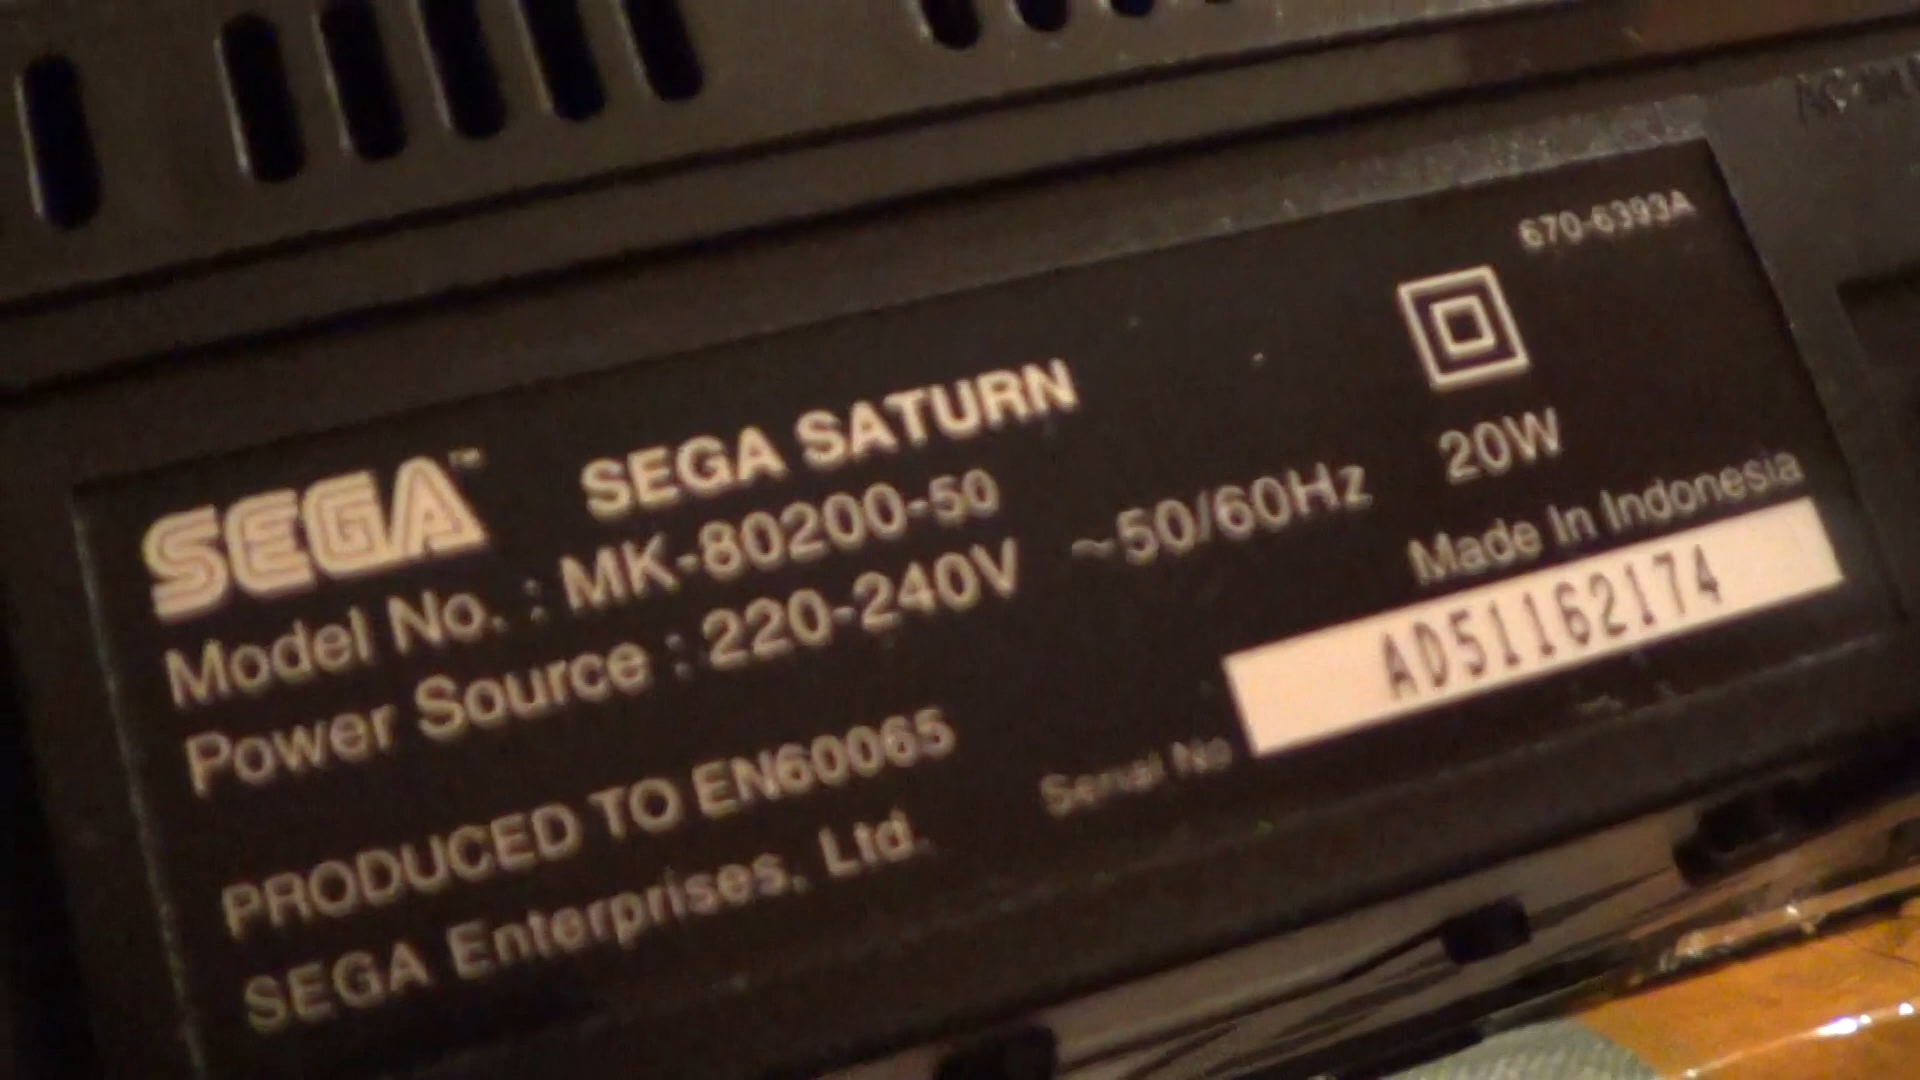 670-6393A
SEGA™ SEGA SATURN
Model No. : MK-80200-50
Power Source : 220-240V ~50/60Hz 20W
Made In Indonesia
AD51162174
Serial No
PRODUCED TO EN60065
SEGA Enterprises, Ltd.